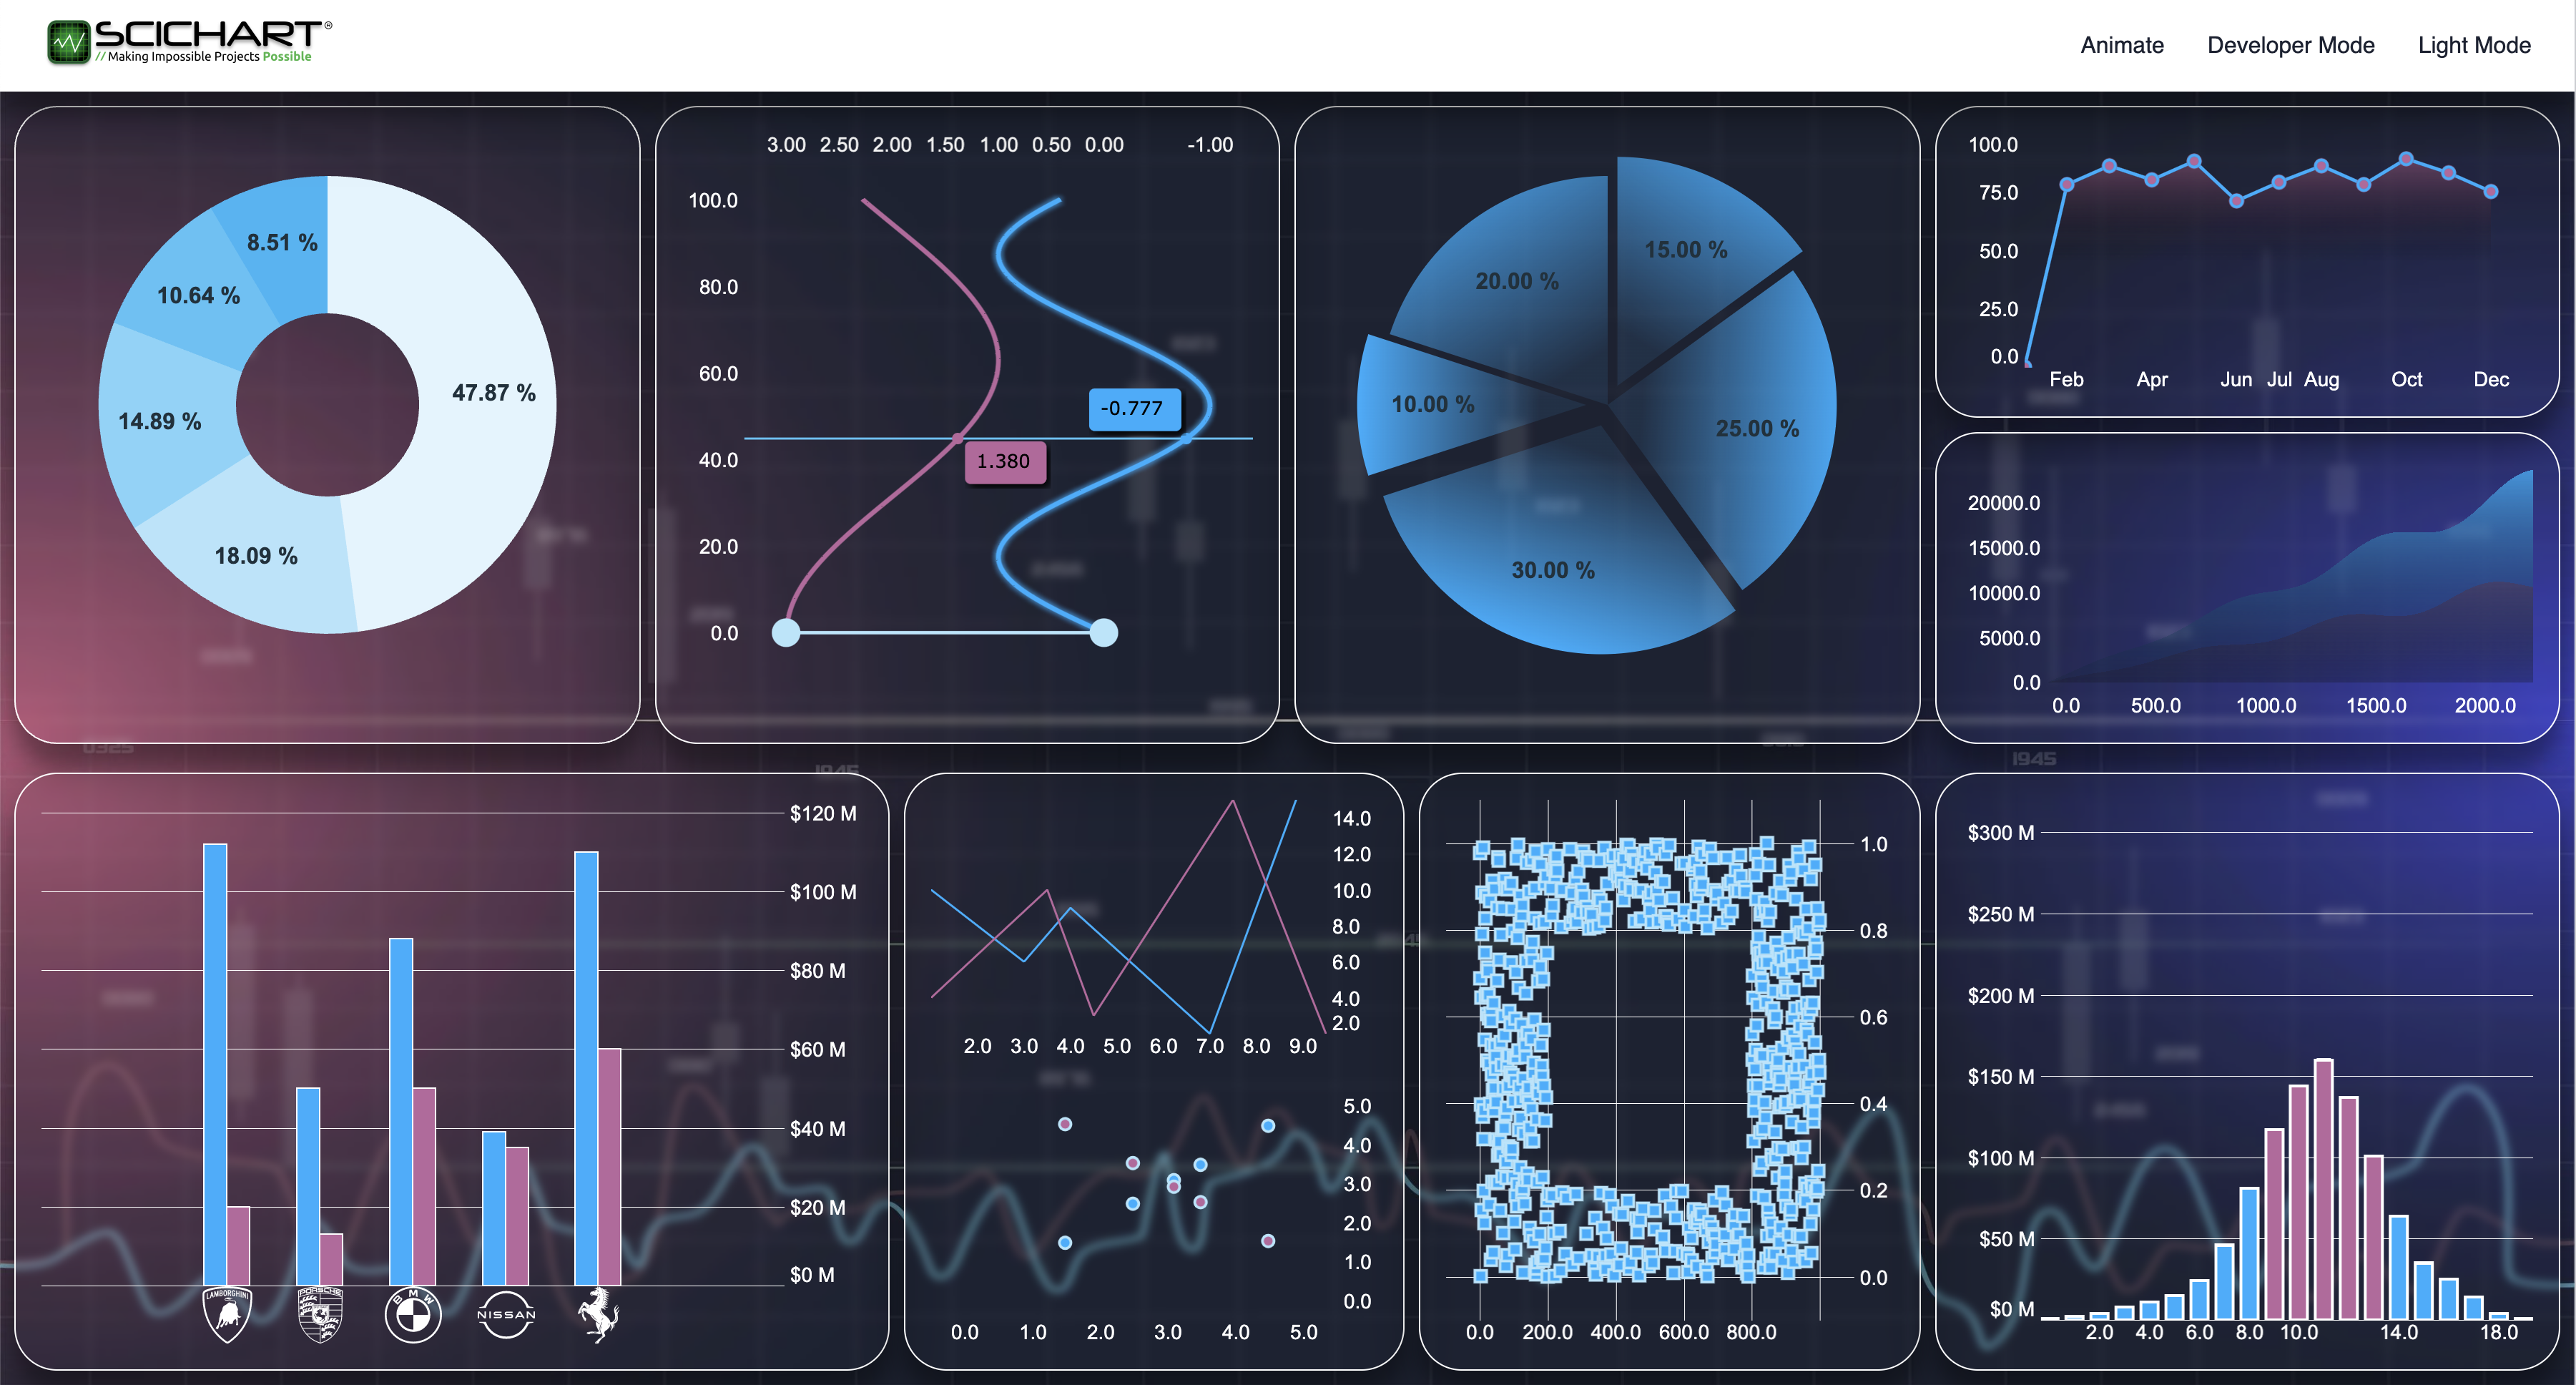 SCICHART®
// Making Impossible Projects Possible
Animate Developer Mode Light Mode
8.51 %
10.64 %
47.87 %
14.89 %
18.09 %
3.00 2.50 2.00 1.50 1.00 0.50 0.00 -1.00
100.0
80.0
60.0
-0.777
1.380
40.0
20.0
0.0
15.00 %
20.00 %
10.00 %
25.00 %
30.00 %
100.0
75.0
50.0
25.0
0.0
Feb Apr Jun Jul Aug Oct Dec
20000.0
15000.0
10000.0
5000.0
0.0
0.0 500.0 1000.0 1500.0 2000.0
0325
1945
1945
$120 M
$100 M
$80 M
$60 M
$40 M
$20 M
$0 M
LAMBORGHINI
PORSCHE
BMW
NISSAN
14.0
12.0
10.0
8.0
6.0
4.0
2.0
2.0 3.0 4.0 5.0 6.0 7.0 8.0 9.0
5.0
4.0
3.0
2.0
1.0
0.0
0.0 1.0 2.0 3.0 4.0 5.0
1.0
0.8
0.6
0.4
0.2
0.0
0.0 200.0 400.0 600.0 800.0
$300 M
$250 M
$200 M
$150 M
$100 M
$50 M
$0 M
2.0 4.0 6.0 8.0 10.0 14.0 18.0